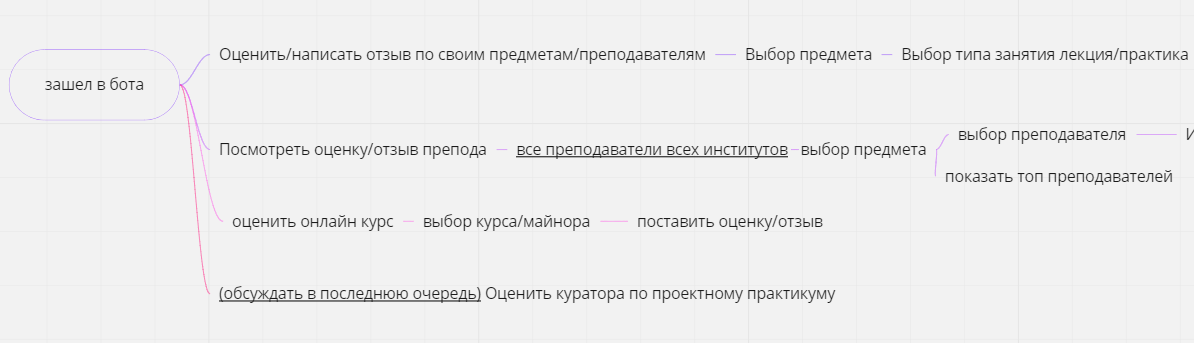 зашел в бота
Оценить/написать отзыв по своим предметам/преподавателям
Выбор предмета
Выбор типа занятия лекция/практика
Посмотреть оценку/отзыв препода
все преподаватели всех институтов
выбор предмета
выбор преподавателя
показать топ преподавателей
оценить онлайн курс
выбор курса/майнора
поставить оценку/отзыв
(обсуждать в последнюю очередь) Оценить куратора по проектному практикуму